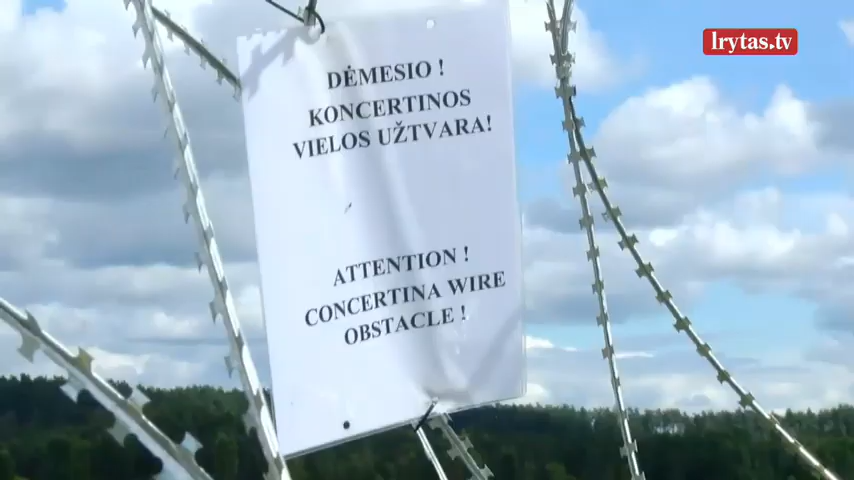 lrytas.tv
DĖMESIO !
KONCERTINOS
VIELOS UŽTVARA!
ATTENTION !
CONCERTINA WIRE
OBSTACLE !